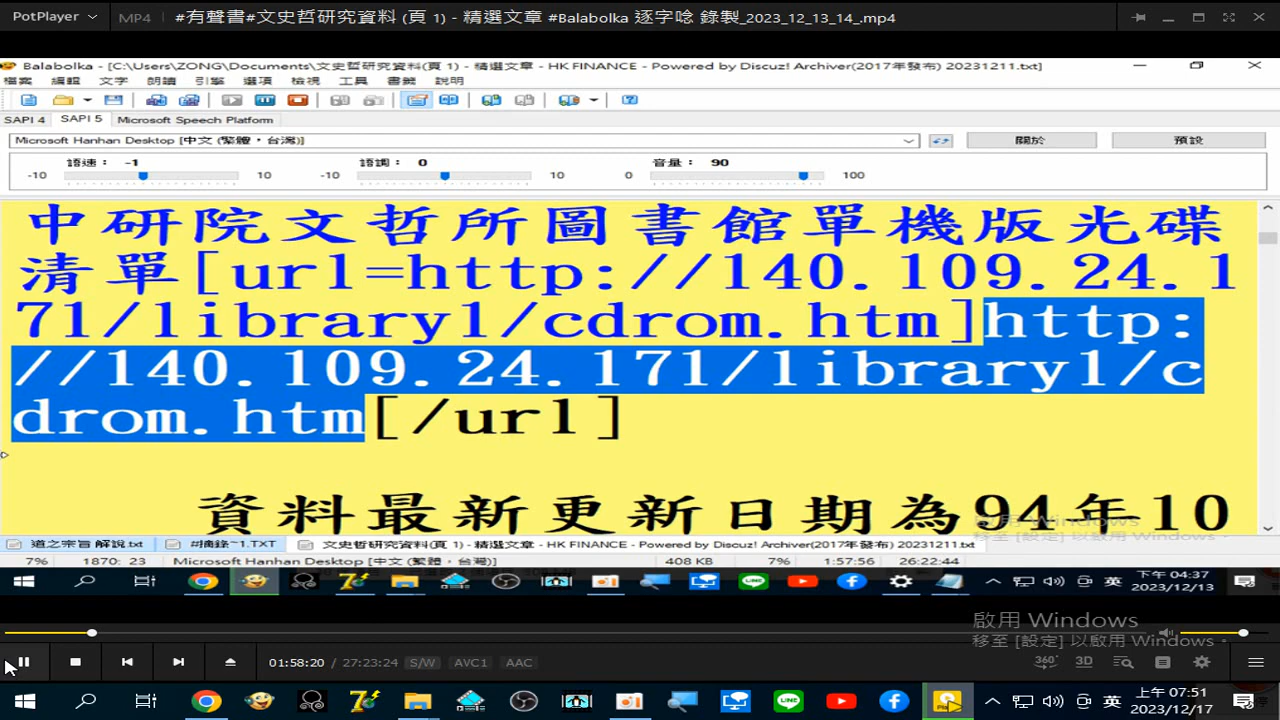 PotPlayer
MP4
#有聲書#文史哲研究資料 (頁 1) - 精選文章 #Balabolka 逐字唸 錄製_2023_12_13_14_.mp4
Balabolka - [C:\Users\ZONG\Documents\文史哲研究資料(頁 1) - 精選文章 - HK FINANCE - Powered by Discuz! Archiver(2017年發布) 20231211.txt]
檔案 編輯 文字 朗讀 引擎 選項 檢視 工具 書籤 說明
SAPI 4 SAPI 5 Microsoft Speech Platform
Microsoft Hanhan Desktop [中文 (繁體，台灣)]
關於
預設
語速： -1
語調： 0
音量： 90
-10 10 -10 10 0 100
中研院文哲所圖書館單機版光碟
清單[url=http://140.109.24.1
71/library1/cdrom.htm]http:
//140.109.24.171/library1/c
drom.htm[/url]
資料最新更新日期為94年10
啟用 Windows
移至 [設定] 以啟用 Windows。
道之宗旨 解說.txt
#摘錄~1.TXT
文史哲研究資料(頁 1) - 精選文章 - HK FINANCE - Powered by Discuz! Archiver(2017年發布) 20231211.txt
7% 1870: 23 Microsoft Hanhan Desktop [中文 (繁體，台灣)] 408 KB 7% 1:57:56 26:22:44
英
下午 04:37
2023/12/13
啟用 Windows
移至 [設定] 以啟用 Windows。
01:58:20 / 27:23:24 S/W AVC1 AAC
360° 3D
英
上午 07:51
2023/12/17